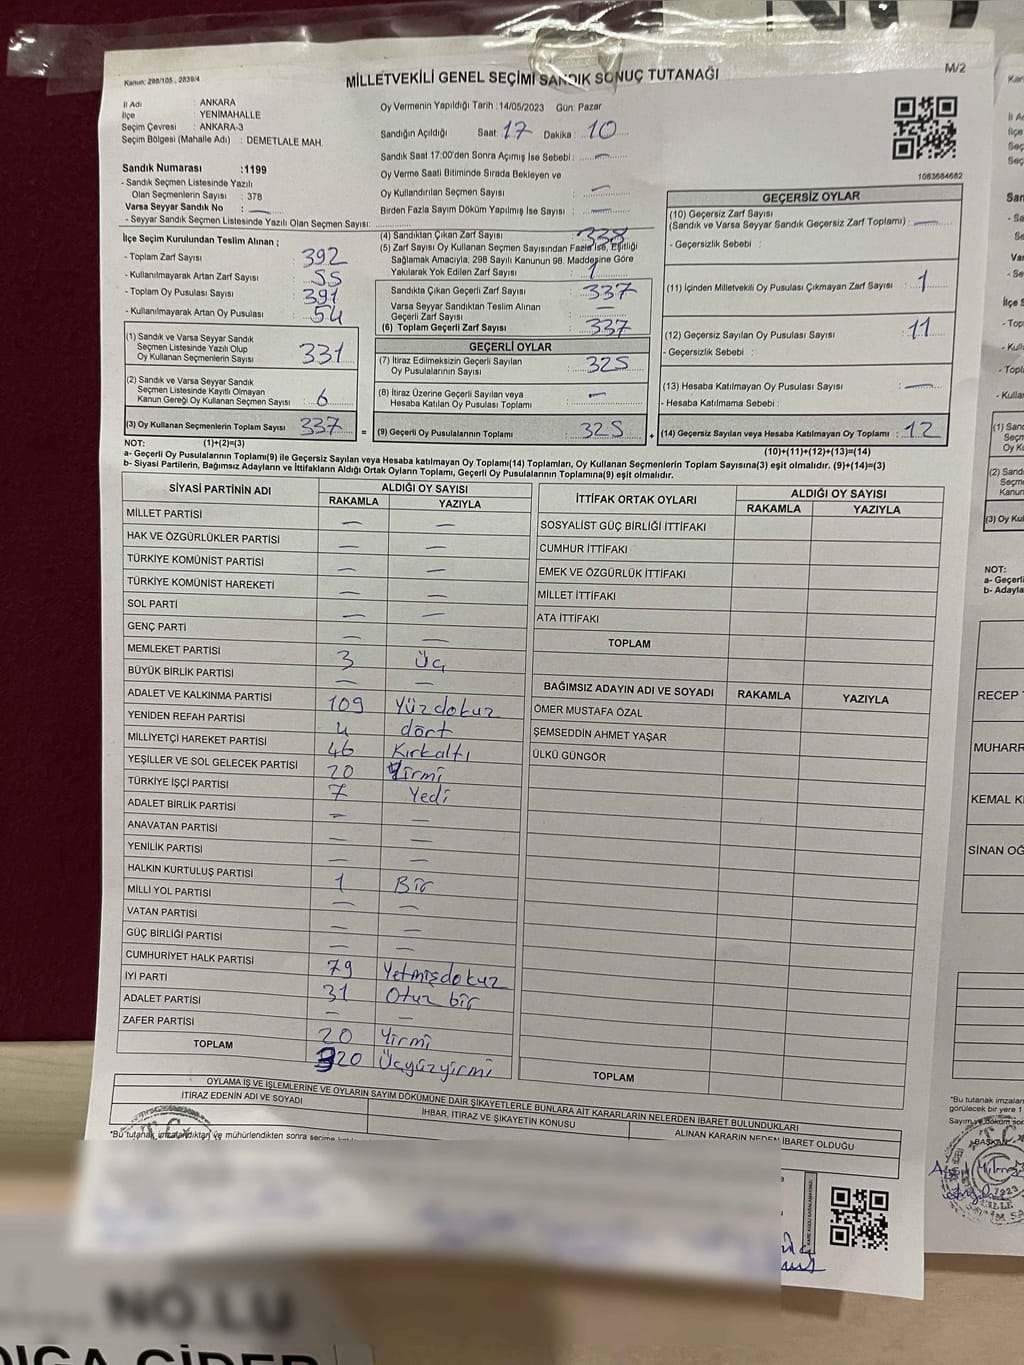 Kanun: 298/105, 2839/4
MİLLETVEKİLİ GENEL SEÇİMİ SANDIK SONUÇ TUTANAĞI
M/2
İl Adı : ANKARA
İlçe : YENİMAHALLE
Seçim Çevresi : ANKARA-3
Seçim Bölgesi (Mahalle Adı) : DEMETLALE MAH.
Sandık Numarası :1199
- Sandık Seçmen Listesinde Yazılı
Olan Seçmenlerin Sayısı : 378
Varsa Seyyar Sandık No : —
- Seyyar Sandık Seçmen Listesinde Yazılı Olan Seçmen Sayısı:
Oy Vermenin Yapıldığı Tarih :14/05/2023 Gün: Pazar
Sandığın Açıldığı Saat: 17 Dakika : 10
Sandık Saat 17:00'den Sonra Açımış İse Sebebi : —
Oy Verme Saati Bitiminde Sırada Bekleyen ve
Oy Kullandırılan Seçmen Sayısı : —
Birden Fazla Sayım Döküm Yapılmış İse Sayısı : —
1083684682
İlçe Seçim Kurulundan Teslim Alınan ;
- Toplam Zarf Sayısı : 392
- Kullanılmayarak Artan Zarf Sayısı : 55
- Toplam Oy Pusulası Sayısı : 391
- Kullanılmayarak Artan Oy Pusulası : 54
(1) Sandık ve Varsa Seyyar Sandık
Seçmen Listesinde Yazılı Olup
Oy Kullanan Seçmenlerin Sayısı : 331
(2) Sandık ve Varsa Seyyar Sandık
Seçmen Listesinde Kayıtlı Olmayan
Kanun Gereği Oy Kullanan Seçmen Sayısı : 6
(3) Oy Kullanan Seçmenlerin Toplam Sayısı : 337
(4) Sandıktan Çıkan Zarf Sayısı : 338
(5) Zarf Sayısı Oy Kullanan Seçmen Sayısından Fazla İse, Eşitliği
Sağlamak Amacıyla; 298 Sayılı Kanunun 98. Maddesine Göre
Yakılarak Yok Edilen Zarf Sayısı : 1
Sandıkta Çıkan Geçerli Zarf Sayısı : 337
Varsa Seyyar Sandıktan Teslim Alınan
Geçerli Zarf Sayısı :
(6) Toplam Geçerli Zarf Sayısı : 337
GEÇERLİ OYLAR
(7) İtiraz Edilmeksizin Geçerli Sayılan
Oy Pusulalarının Sayısı : 325
(8) İtiraz Üzerine Geçerli Sayılan veya
Hesaba Katılan Oy Pusulası Toplamı : —
= (9) Geçerli Oy Pusulalarının Toplamı : 325
GEÇERSİZ OYLAR
(10) Geçersiz Zarf Sayısı
(Sandık ve Varsa Seyyar Sandık Geçersiz Zarf Toplamı) : —
- Geçersizlik Sebebi :
(11) İçinden Milletvekili Oy Pusulası Çıkmayan Zarf Sayısı : 1
(12) Geçersiz Sayılan Oy Pusulası Sayısı : 11
- Geçersizlik Sebebi :
(13) Hesaba Katılmayan Oy Pusulası Sayısı : —
- Hesaba Katılmama Sebebi :
+ (14) Geçersiz Sayılan veya Hesaba Katılmayan Oy Toplamı : 12
NOT: (1)+(2)=(3)
(10)+(11)+(12)+(13)=(14)
a- Geçerli Oy Pusulalarının Toplamı(9) ile Geçersiz veya Hesaba katılmayan Oy Toplamı(14) Toplamları, Oy Kullanan Seçmenlerin Toplam Sayısına(3) eşit olmalıdır. (9)+(14)=(3)
b- Siyasi Partilerin, Bağımsız Adayların ve İttifakların Aldığı Ortak Oyların Toplamı, Geçerli Oy Pusulalarının Toplamına(9) eşit olmalıdır.
SİYASİ PARTİNİN ADI ALDIĞI OY SAYISI
RAKAMLA YAZIYLA
MİLLET PARTİSİ — —
HAK VE ÖZGÜRLÜKLER PARTİSİ — —
TÜRKİYE KOMÜNİST PARTİSİ — —
TÜRKİYE KOMÜNİST HAREKETİ — —
SOL PARTİ — —
GENÇ PARTİ — —
MEMLEKET PARTİSİ 3 Üç
BÜYÜK BİRLİK PARTİSİ — —
ADALET VE KALKINMA PARTİSİ 109 Yüzdokuz
YENİDEN REFAH PARTİSİ 4 dört
MİLLİYETÇİ HAREKET PARTİSİ 46 Kırkaltı
YEŞİLLER VE SOL GELECEK PARTİSİ 20 Yirmi
TÜRKİYE İŞÇİ PARTİSİ 7 Yedi
ADALET BİRLİK PARTİSİ — —
ANAVATAN PARTİSİ — —
YENİLİK PARTİSİ — —
HALKIN KURTULUŞ PARTİSİ 1 Bir
MİLLİ YOL PARTİSİ — —
VATAN PARTİSİ — —
GÜÇ BİRLİĞİ PARTİSİ — —
CUMHURİYET HALK PARTİSİ 79 Yetmişdokuz
İYİ PARTİ 31 Otuz bir
ADALET PARTİSİ — —
ZAFER PARTİSİ 20 Yirmi
TOPLAM 320 Üçyüzyirmi
İTTİFAK ORTAK OYLARI ALDIĞI OY SAYISI
RAKAMLA YAZIYLA
SOSYALİST GÜÇ BİRLİĞİ İTTİFAKI
CUMHUR İTTİFAKI
EMEK VE ÖZGÜRLÜK İTTİFAKI
MİLLET İTTİFAKI
ATA İTTİFAKI
TOPLAM
BAĞIMSIZ ADAYIN ADI VE SOYADI RAKAMLA YAZIYLA
ÖMER MUSTAFA ÖZAL
ŞEMSEDDİN AHMET YAŞAR
ÜLKÜ GÜNGÖR
TOPLAM
OYLAMA İŞ VE İŞLEMLERİNE VE OYLARIN SAYIM DÖKÜMÜNE DAİR ŞİKAYETLERLE BUNLARA AİT KARARLARIN NELERDEN İBARET BULUNDUKLARI
İTİRAZ EDENİN ADI VE SOYADI
İHBAR, İTİRAZ VE ŞİKAYETİN KONUSU
ALINAN KARARIN NEDEN İBARET OLDUĞU
*Bu tutanak imzalandıktan ve mühürlendikten sonra seçime
NOT:
a- Geçerli
b- Adayla
RECEP
MUHARR
KEMAL K
SİNAN OĞ
*Bu tutanak imzalan
görülecek bir yere 1
NO.LU